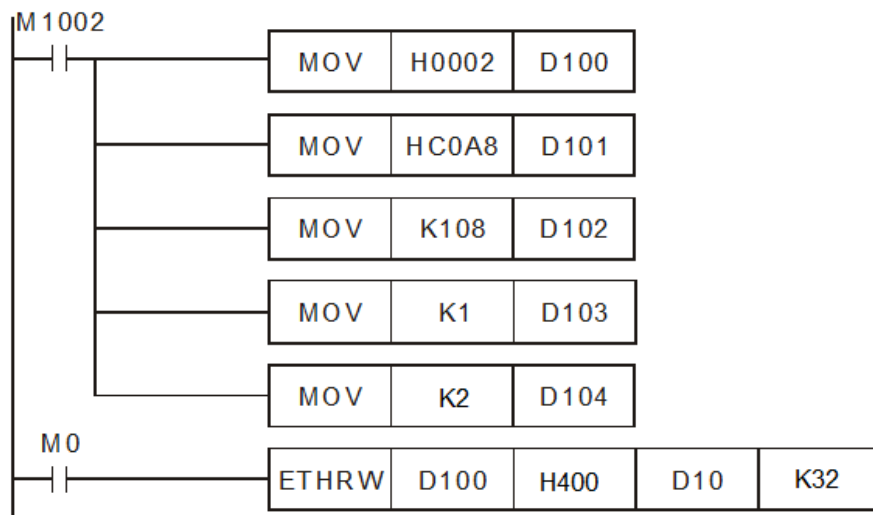 M1002
MOV H0002 D100
MOV HC0A8 D101
MOV K108 D102
MOV K1 D103
MOV K2 D104
M0
ETHRW D100 H400 D10 K32